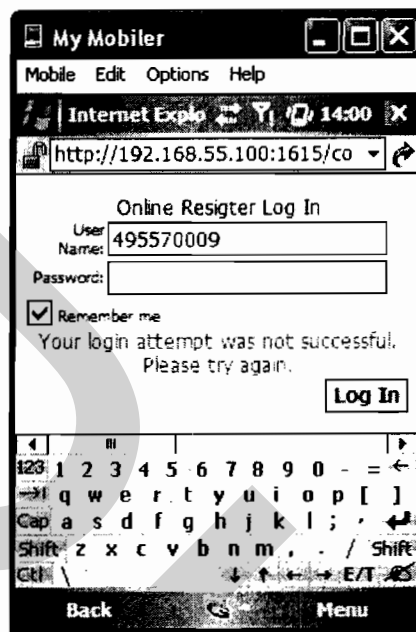 My Mobiler
Mobile Edit Options Help
Internet Explo 14:00 X
http://192.168.55.100:1615/co
Online Resigter Log In
User Name: 495570009
Password:
Remember me
Your login attempt was not successful.
Please try again.
Log In
123 1 2 3 4 5 6 7 8 9 0 - = ←
q w e r t y u i o p [ ]
Cap a s d f g h j k l ; '
Shift z x c v b n m , . / Shift
Ctl \ ↓ ↑ ← → E/T
Back Menu